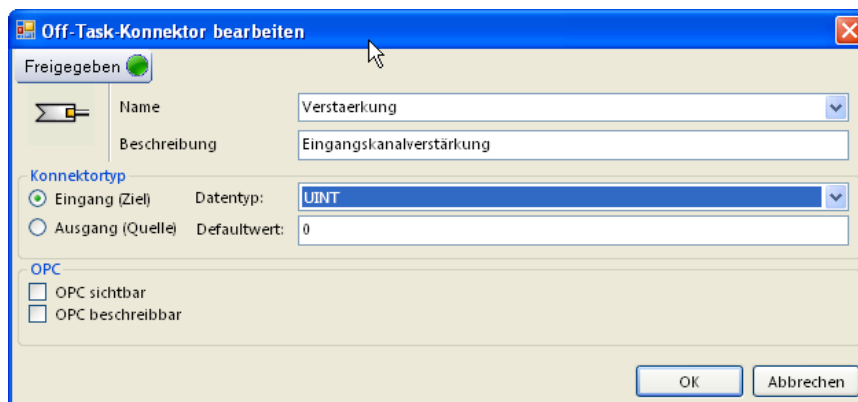 Off-Task-Konnektor bearbeiten
Freigegeben
Name Verstaerkung
Beschreibung Eingangskanalverstärkung
Konnektortyp
Eingang (Ziel) Datentyp: UINT
Ausgang (Quelle) Defaultwert: 0
OPC
OPC sichtbar
OPC beschreibbar
OK Abbrechen